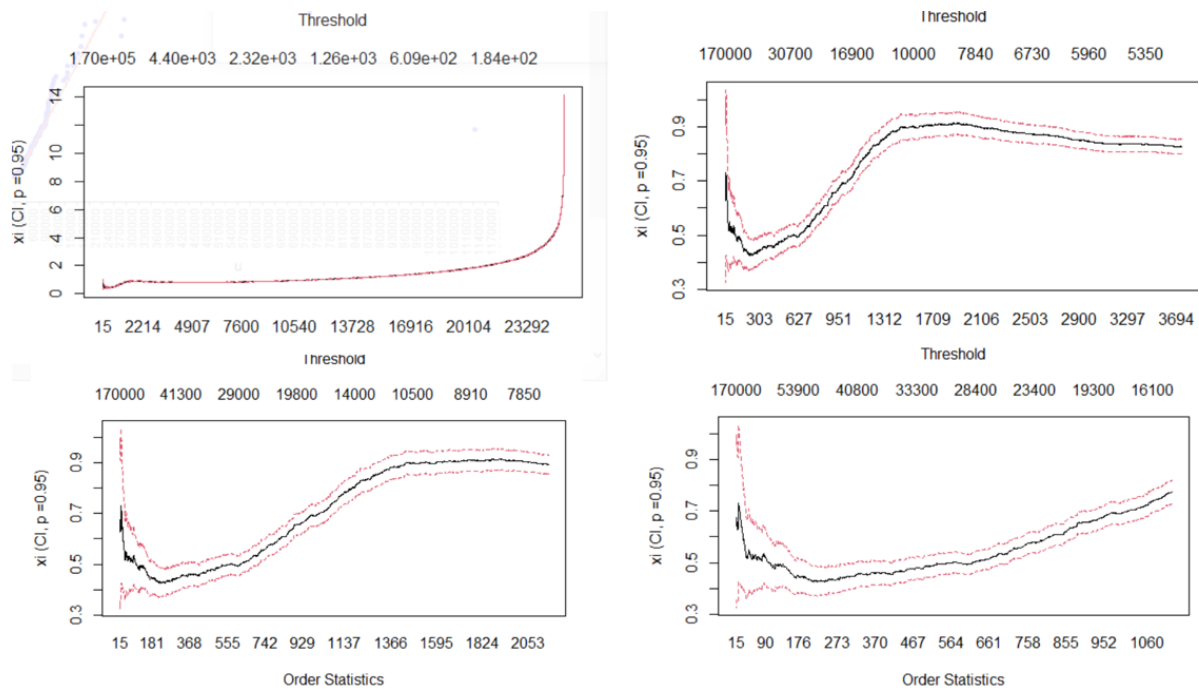 Threshold
1.70e+05 4.40e+03 2.32e+03 1.26e+03 6.09e+02 1.84e+02
xi (CI, p =0.95)
14
10
8
6
4
2
0
15 2214 4907 7600 10540 13728 16916 20104 23292
Threshold
170000 30700 16900 10000 7840 6730 5960 5350
xi (CI, p =0.95)
0.9
0.7
0.5
0.3
15 303 627 951 1312 1709 2106 2503 2900 3297 3694
Threshold
170000 41300 29000 19800 14000 10500 8910 7850
xi (CI, p =0.95)
0.9
0.7
0.5
0.3
15 181 368 555 742 929 1137 1366 1595 1824 2053
Order Statistics
Threshold
170000 53900 40800 33300 28400 23400 19300 16100
xi (CI, p =0.95)
0.9
0.7
0.5
0.3
15 90 176 273 370 467 564 661 758 855 952 1060
Order Statistics